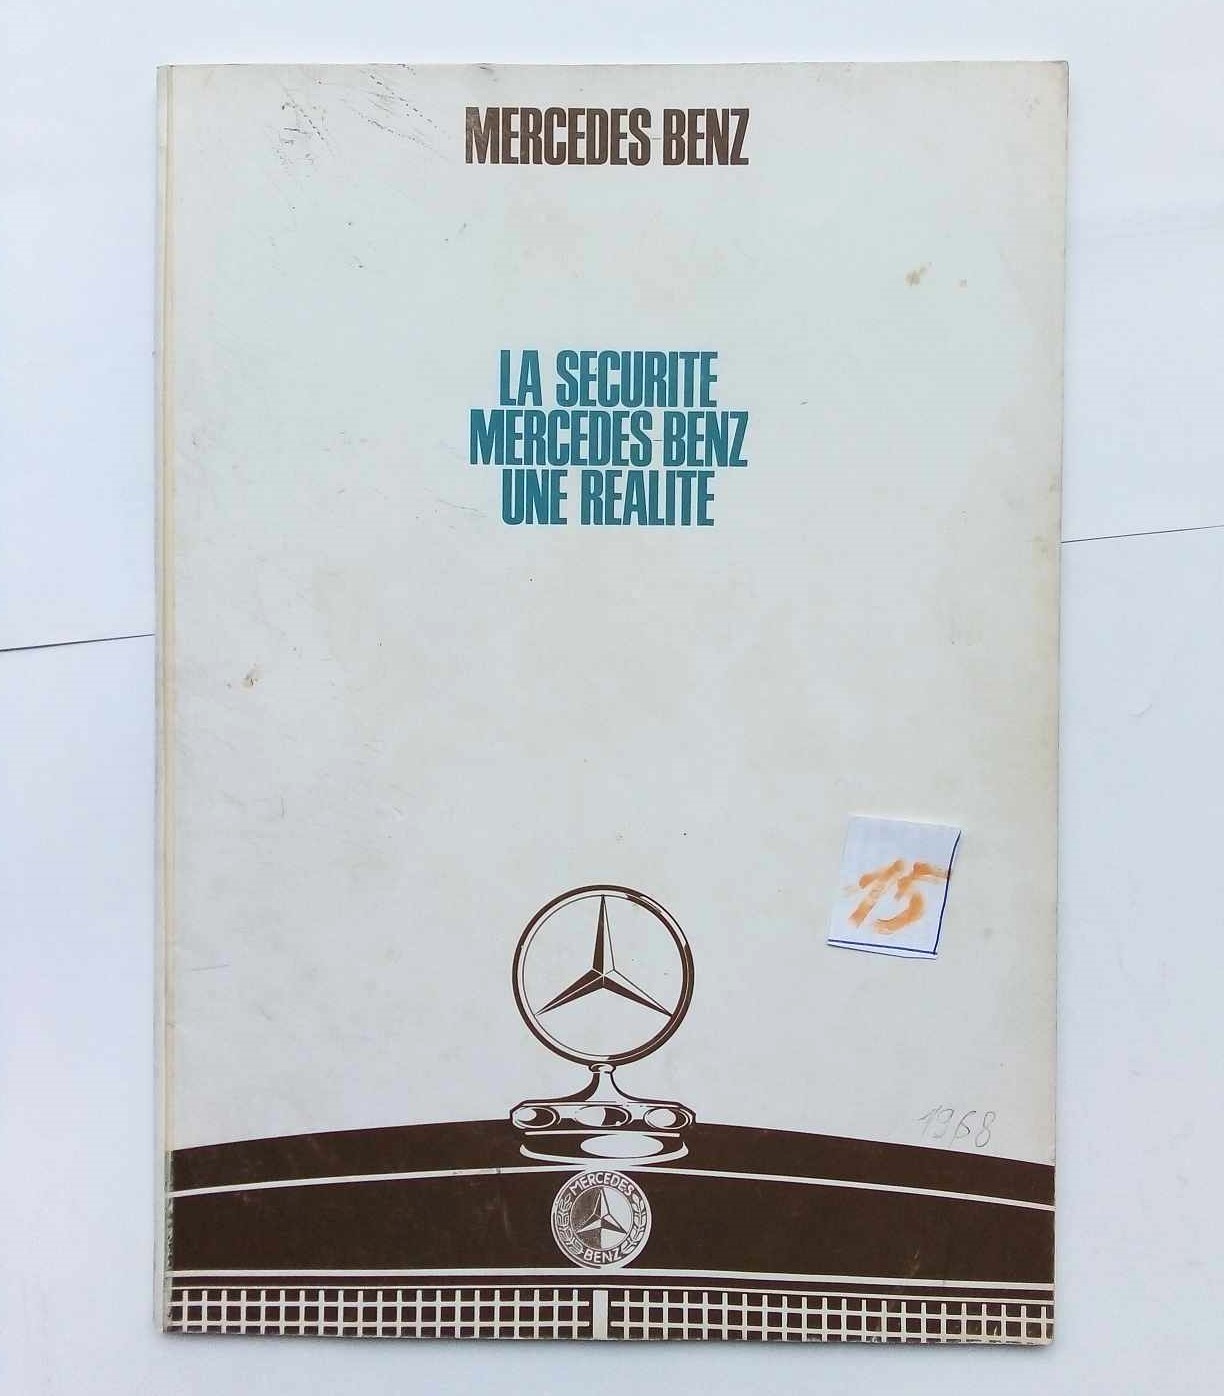 MERCEDES-BENZ
LA SECURITE
MERCEDES-BENZ
UNE REALITE
15
1968
MERCEDES
BENZ